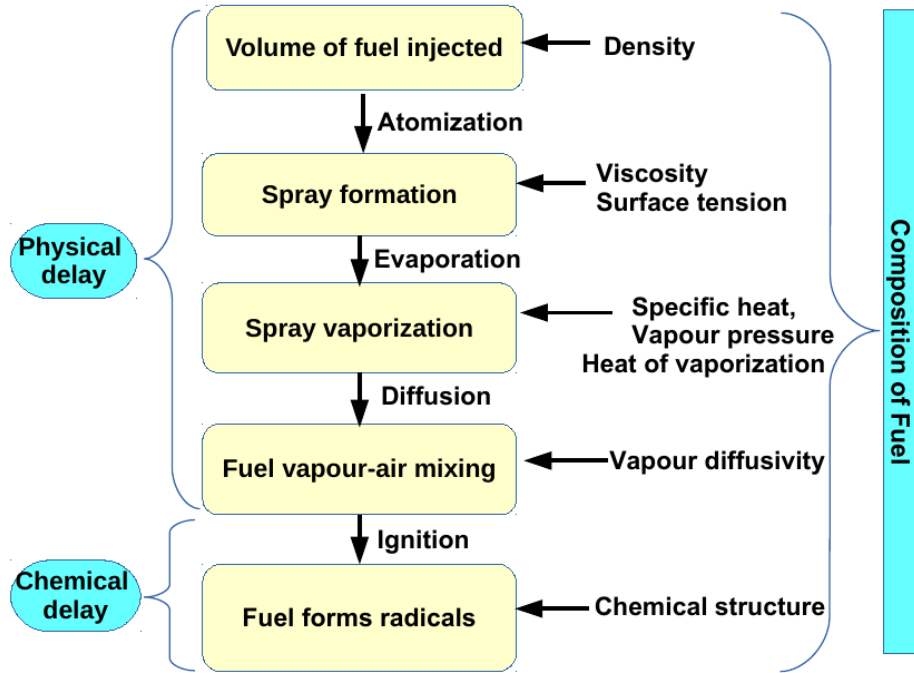 Volume of fuel injected
Density
Atomization
Spray formation
Viscosity
Surface tension
Physical
delay
Evaporation
Spray vaporization
Specific heat,
Vapour pressure
Heat of vaporization
Diffusion
Fuel vapour-air mixing
Vapour diffusivity
Ignition
Chemical
delay
Fuel forms radicals
Chemical structure
Composition of Fuel